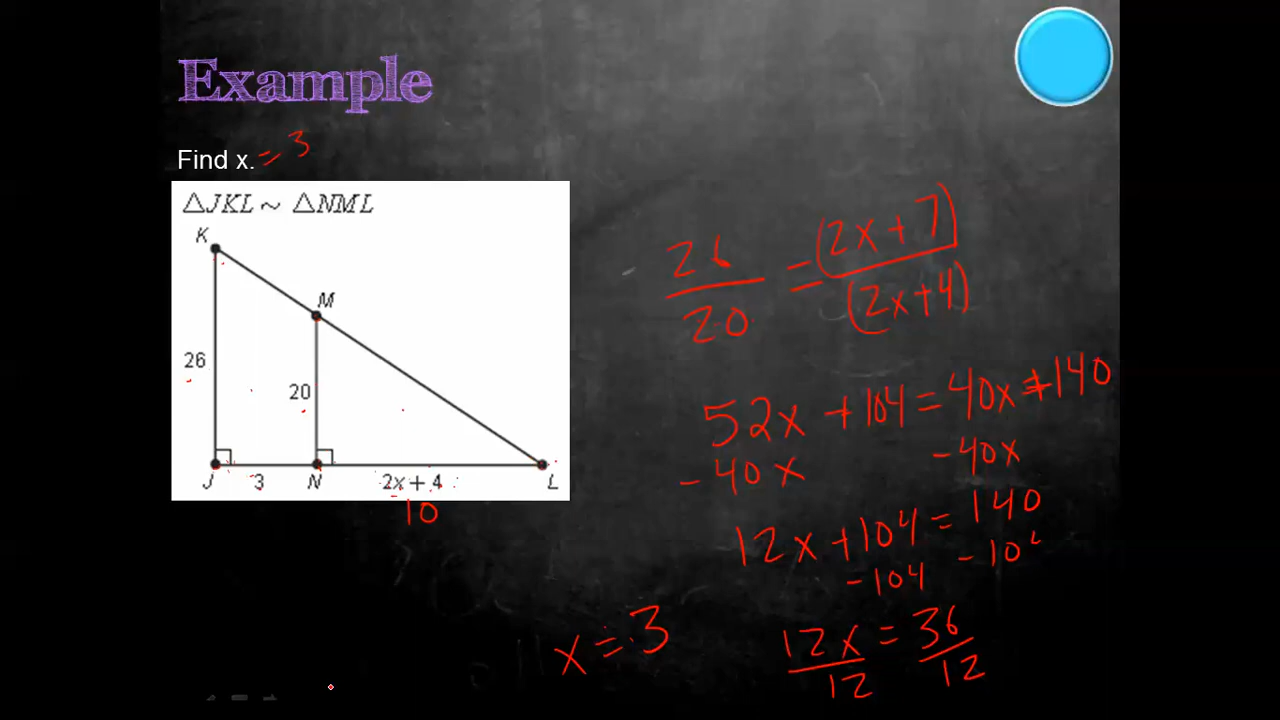 Example
Find x. = 3
△JKL ~ △NML
K
M
26
20
J 3 N 2x + 4 L
10
26/20 = (2x + 7)/(2x+4)
52x + 104 = 40x + 140
- 40x - 40x
12x + 104 = 140
- 104 - 104
12x/12 = 36/12
x = 3